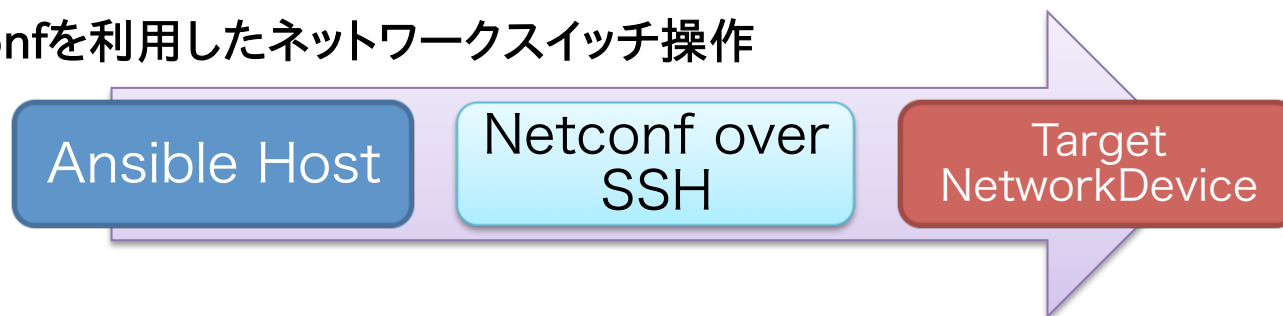 onfを利用したネットワークスイッチ操作
Ansible Host
Netconf over
SSH
Target
NetworkDevice